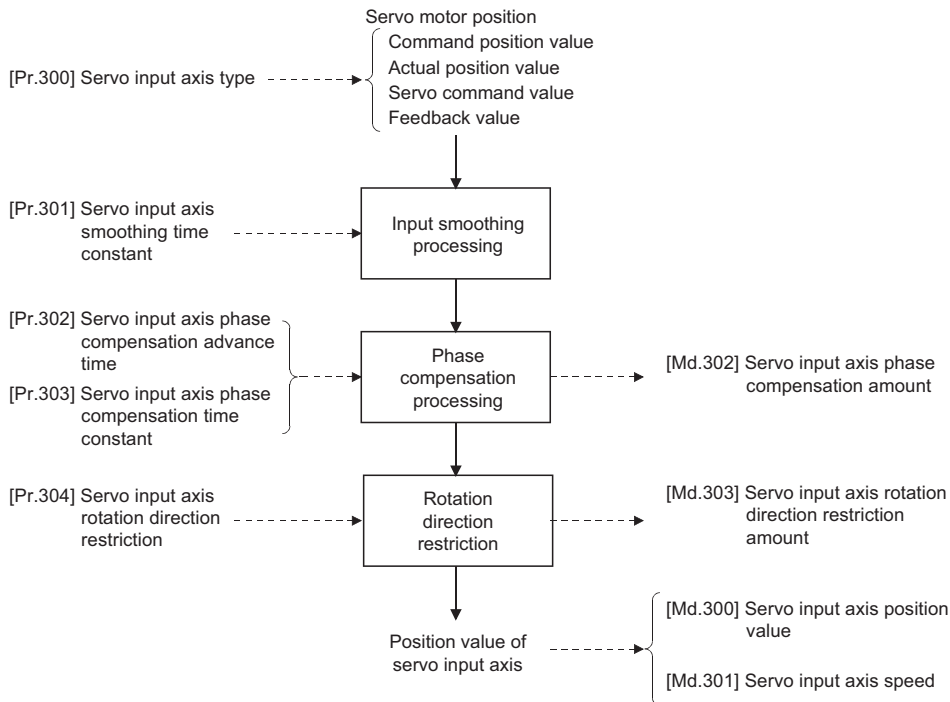 Servo motor position
Command position value
Actual position value
Servo command value
Feedback value
[Pr.300] Servo input axis type
[Pr.301] Servo input axis
smoothing time
constant
Input smoothing
processing
[Pr.302] Servo input axis phase
compensation advance
time
[Pr.303] Servo input axis phase
compensation time
constant
Phase
compensation
processing
[Md.302] Servo input axis phase
compensation amount
[Pr.304] Servo input axis
rotation direction
restriction
Rotation
direction
restriction
[Md.303] Servo input axis rotation
direction restriction
amount
Position value of
servo input axis
[Md.300] Servo input axis position
value
[Md.301] Servo input axis speed